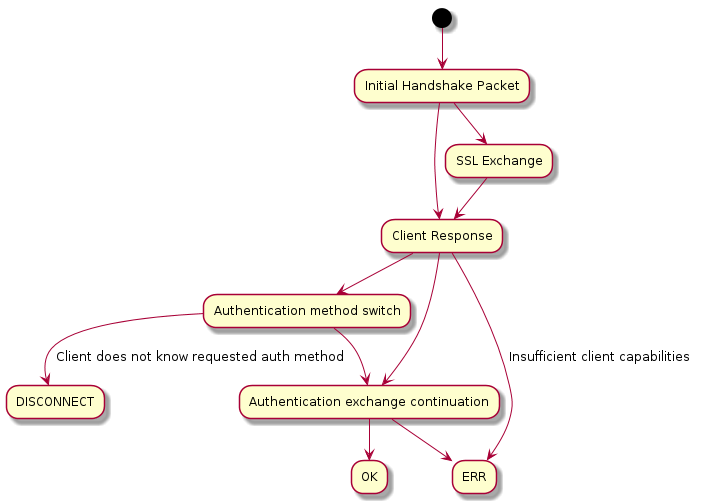 Initial Handshake Packet
SSL Exchange
Client Response
Authentication method switch
Client does not know requested auth method
Insufficient client capabilities
DISCONNECT
Authentication exchange continuation
OK
ERR